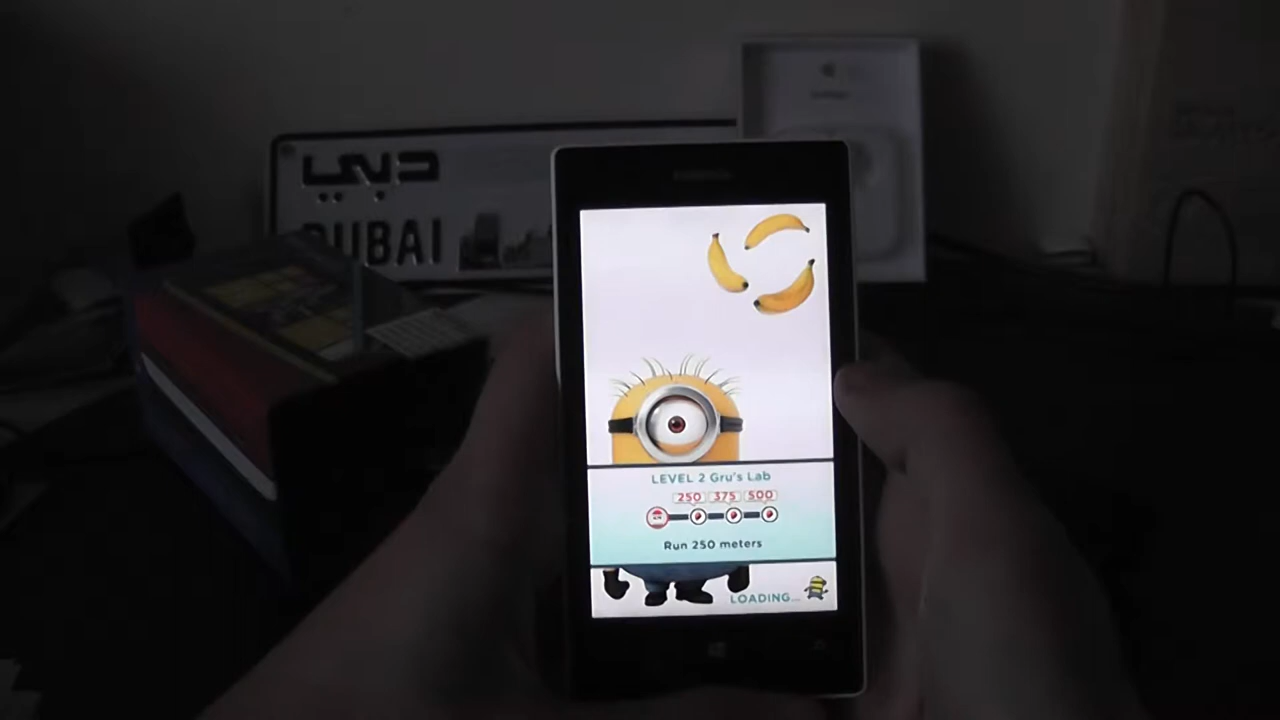 دبي
DUBAI
LEVEL 2 Gru's Lab
250 375 500
Run 250 meters
LOADING...